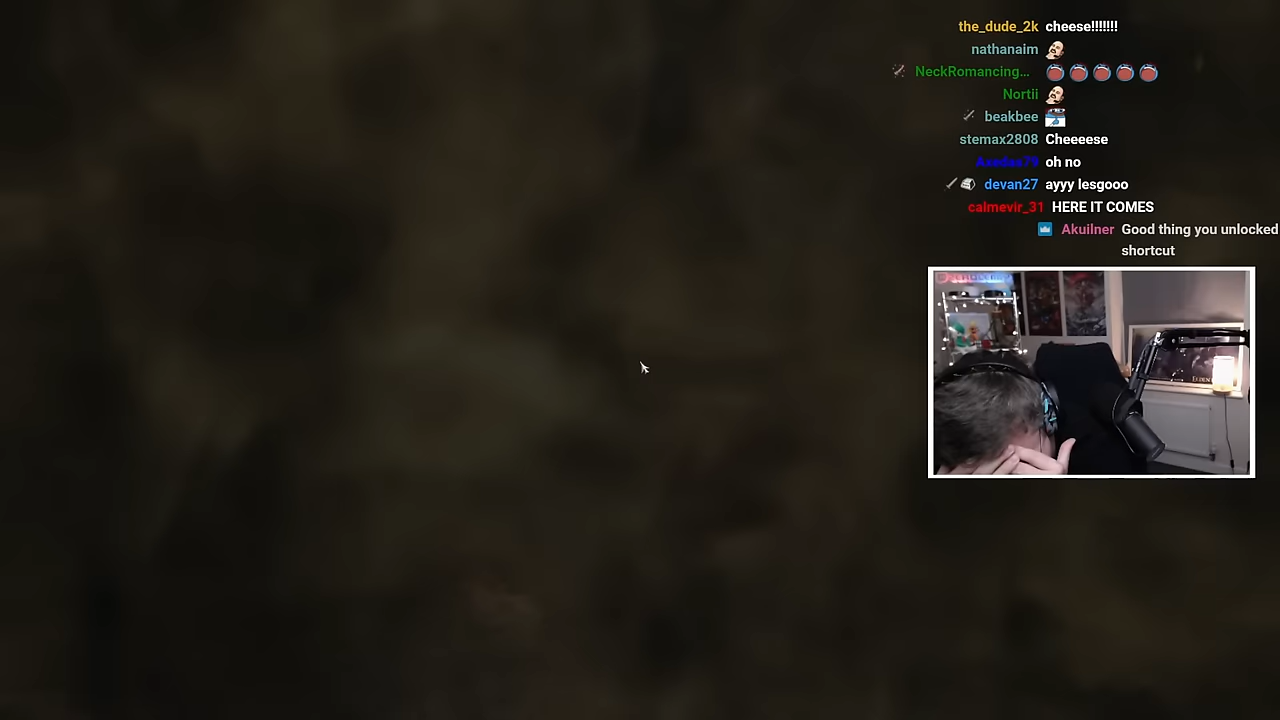 the_dude_2k cheese!!!!!!!
nathanaim
NeckRomancing...
Nortii
beakbee
stemax2808 Cheeeese
oh no
devan27 ayyy lesgooo
calmevir_31 HERE IT COMES
Akuilner Good thing you unlocked
shortcut